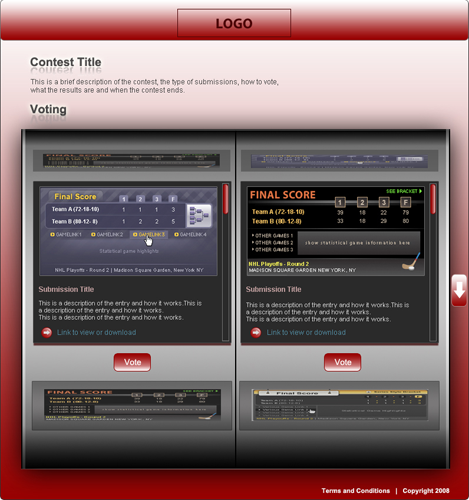 LOGO
Contest Title
This is a brief description of the contest, the type of submissions, how to vote,
what the results are and when the contest ends.
Voting
Final Score
1 2 3 F
Team A (72-18-10) 1 1 1 3
Team B (80-12-8) 1 2 2 5
GAMELINK 1 GAMELINK 2 GAMELINK 3 GAMELINK 4
Statistical game highlights
NHL Playoffs - Round 2 | Madison Square Garden, New York NY
Submission Title
This is a description of the entry and how it works.This is
a description of the entry and how it works.
This is a description of the entry and how it works.
Link to view or download
Vote
FINAL SCORE
SEE BRACKET
1 2 3 F
Team A (72-18-10) 39 18 22 79
Team B (80-12-8) 33 18 29 80
OTHER GAMES 1
OTHER GAMES 2
OTHER GAMES 3
show statistical game information here
NHL Playoffs - Round 2
MADISON SQUARE GARDEN NEW YORK, NY
Submission Title
This is a description of the entry and how it works.This is
a description of the entry and how it works.
This is a description of the entry and how it works.
Link to view or download
Vote
FINAL SCORE
Team A (72-18-10)
Team B (80-12-8)
Final Score
Terms and Conditions | Copyright 2008